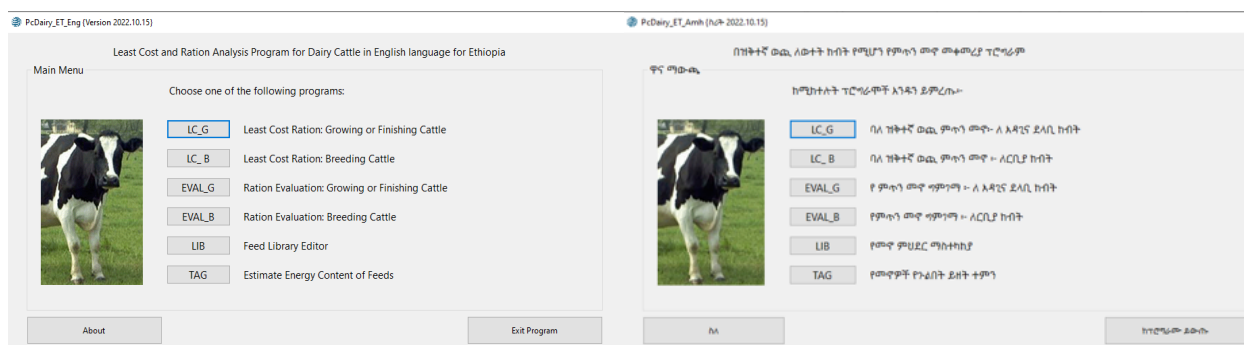 PcDairy_ET_Eng (Version 2022.10.15)
Least Cost and Ration Analysis Program for Dairy Cattle in English language for Ethiopia
Main Menu
Choose one of the following programs:
LC_G Least Cost Ration: Growing or Finishing Cattle
LC_ B Least Cost Ration: Breeding Cattle
EVAL_G Ration Evaluation: Growing or Finishing Cattle
EVAL_B Ration Evaluation: Breeding Cattle
LIB Feed Library Editor
TAG Estimate Energy Content of Feeds
About Exit Program
PcDairy_ET_Amh (ስሪት 2022.10.15)
በዝቅተኛ ወጪ ለወተት ከብት የሚሆን የምጥን መኖ መቀመሪያ ፕሮግራም
ዋና ማውጫ
ከሚከተሉት ፕሮግራሞች አንዱን ይምረጡ፦
LC_G ባለ ዝቅተኛ ወጪ ምጥን መኖ፦ ለ እዳጊና ደላቢ ከብት
LC_ B ባለ ዝቅተኛ ወጪ ምጥን መኖ ፦ ለርቢያ ከብት
EVAL_G የ ምጥን መኖ ግምገማ ፦ ለ እዳጊና ደላቢ ከብት
EVAL_B የምጥን መኖ ግምገማ ፦ ለርቢያ ከብት
LIB የመኖ ምህደር ማስተካከያ
TAG የመኖዎች የጉልበት ይዘት ተምን
ስለ ከፕሮግራሙ ይውጡ